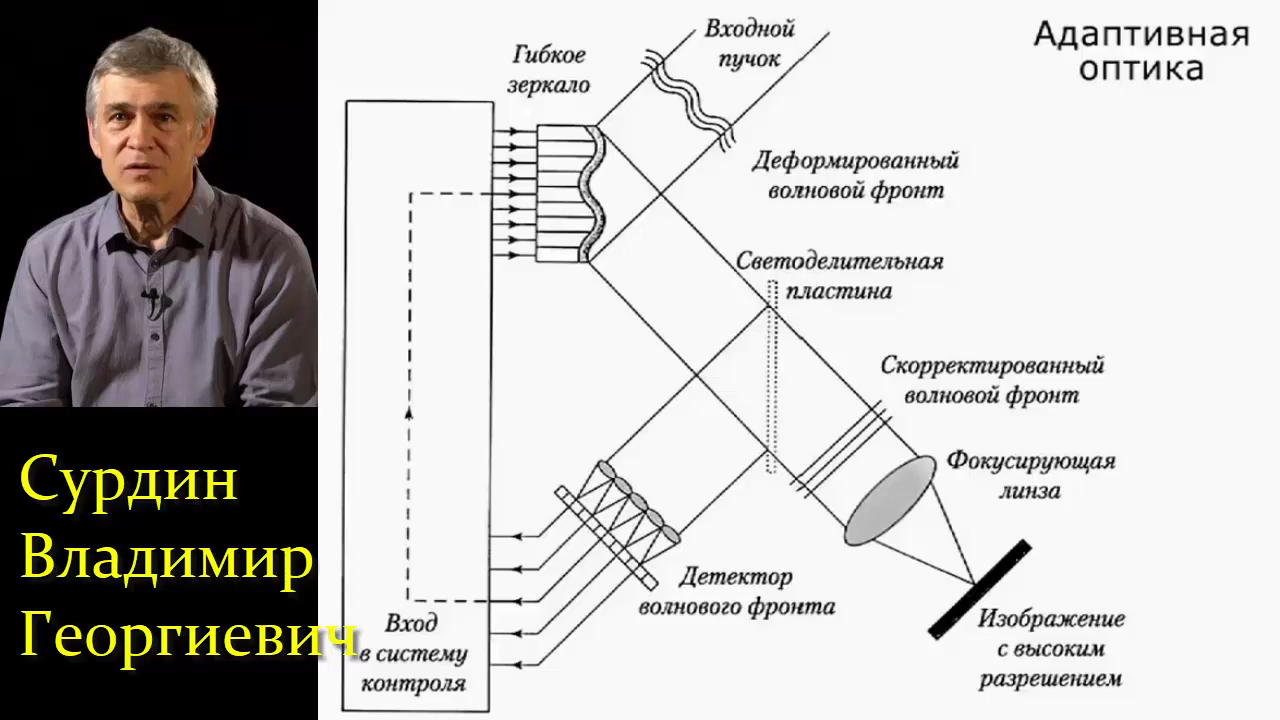 Адаптивная
оптика
Входной
пучок
Гибкое
зеркало
Деформированный
волновой фронт
Светоделительная
пластина
Скорректированный
волновой фронт
Фокусирующая
линза
Сурдин
Владимир
Георгиевич
Детектор
волнового фронта
Вход
в систему
контроля
Изображение
с высоким
разрешением